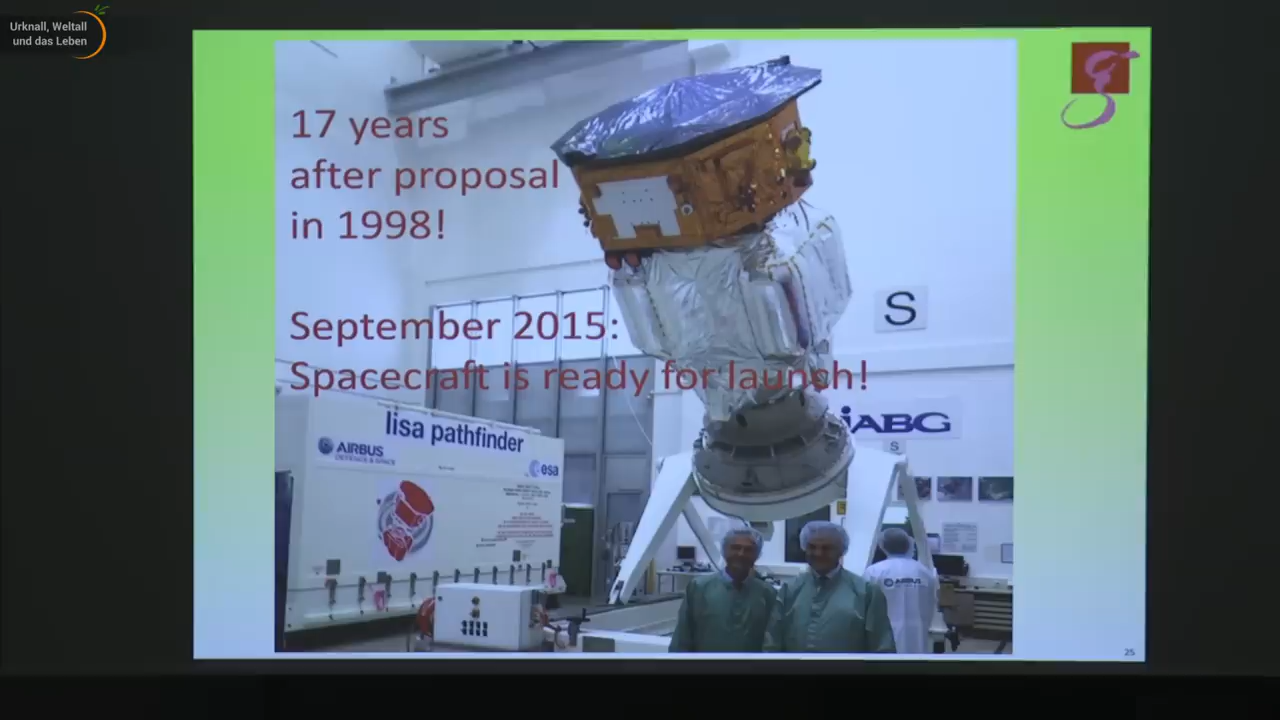 Urknall, Weltall
und das Leben
17 years
after proposal
in 1998!
September 2015:
Spacecraft is ready for launch!
S
iABG
S
lisa pathfinder
AIRBUS
DEFENCE & SPACE
esa
AIRBUS
25